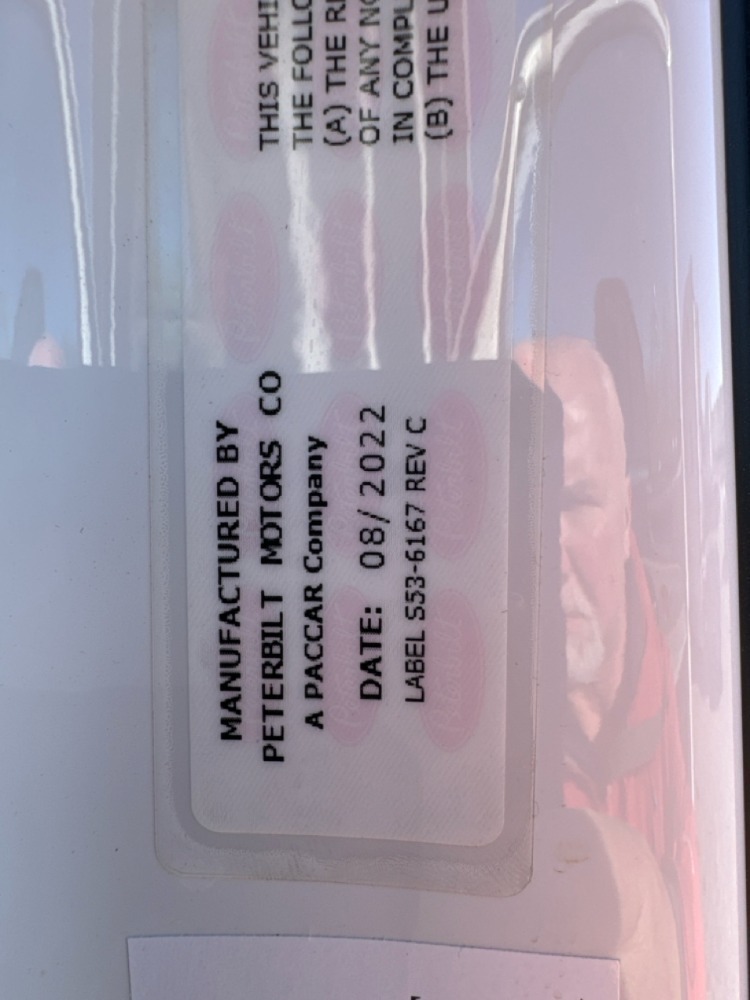 MANUFACTURED BY
PETERBILT MOTORS CO
A PACCAR Company
DATE: 08/2022
LABEL S53-6167 REV C
THIS VEHI
THE FOLLO
(A) THE RE
OF ANY NO
IN COMPL
(B) THE U